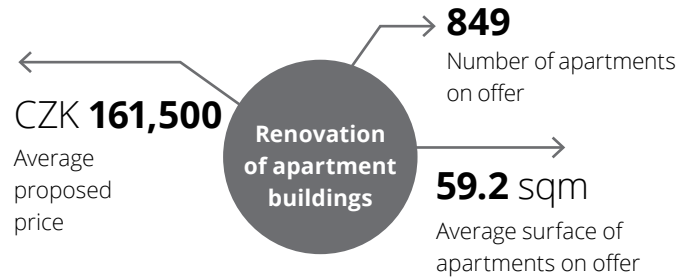 849
Number of apartments
on offer
CZK 161,500
Average
proposed
price
Renovation
of apartment
buildings
59.2 sqm
Average surface of
apartments on offer